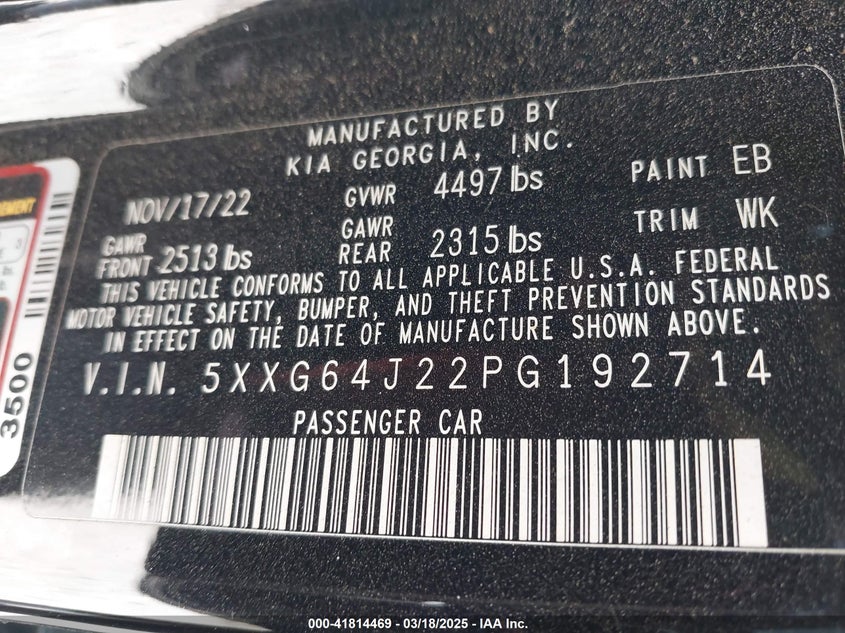 MANUFACTURED BY
KIA GEORGIA, INC.
NOV/17/22 GVWR 4497 lbs PAINT EB
GAWR FRONT 2513 lbs GAWR REAR 2315 lbs TRIM WK
THIS VEHICLE CONFORMS TO ALL APPLICABLE U.S.A. FEDERAL
MOTOR VEHICLE SAFETY, BUMPER, AND THEFT PREVENTION STANDARDS
IN EFFECT ON THE DATE OF MANUFACTURE SHOWN ABOVE.
V.I.N. 5XXG64J22PG192714
PASSENGER CAR
3500
000-41814469 - 03/18/2025 - IAA Inc.